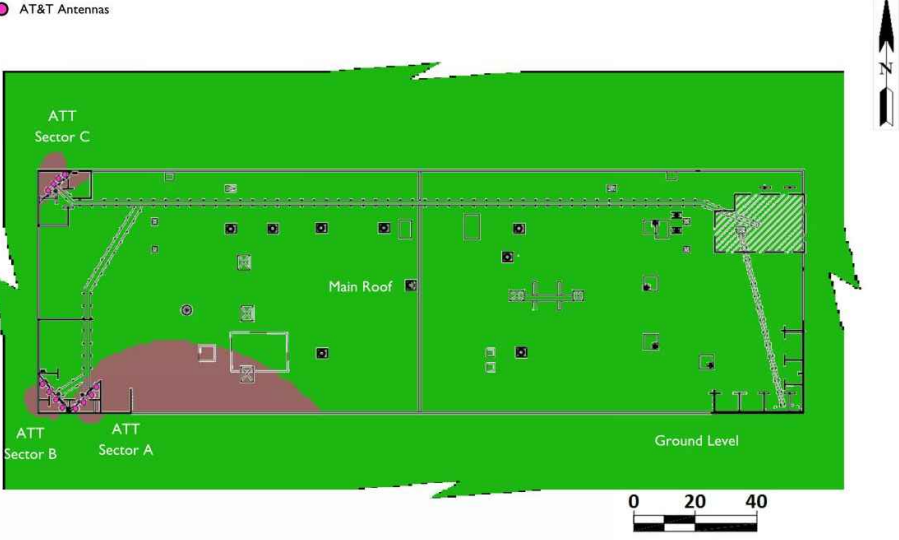 AT&T Antennas
N
ATT
Sector C
Main Roof
ATT
Sector B
ATT
Sector A
Ground Level
0 20 40